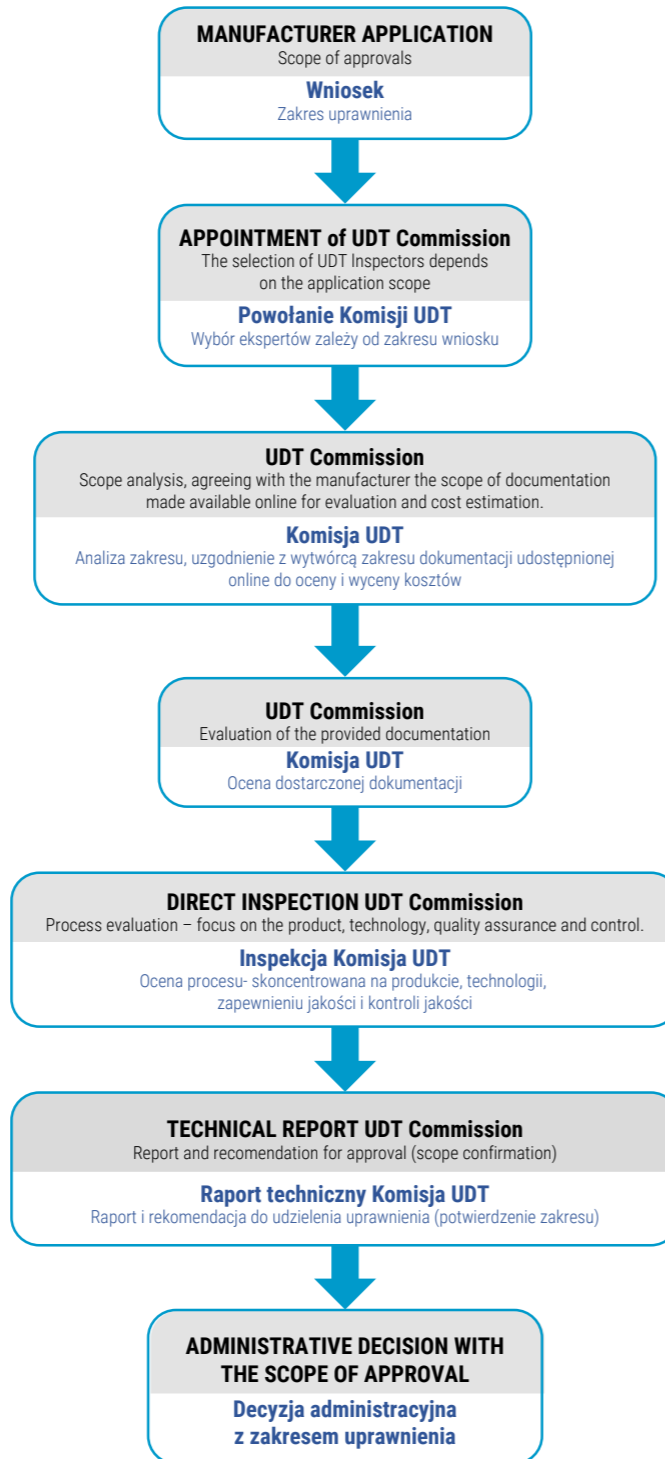 MANUFACTURER APPLICATION
Scope of approvals
Wniosek
Zakres uprawnienia
APPOINTMENT of UDT Commission
The selection of UDT Inspectors depends
on the application scope
Powołanie Komisji UDT
Wybór ekspertów zależy od zakresu wniosku
UDT Commission
Scope analysis, agreeing with the manufacturer the scope of documentation
made available online for evaluation and cost estimation.
Komisja UDT
Analiza zakresu, uzgodnienie z wytwórcą zakresu dokumentacji udostępnionej
online do oceny i wyceny kosztów
UDT Commission
Evaluation of the provided documentation
Komisja UDT
Ocena dostarczonej dokumentacji
DIRECT INSPECTION UDT Commission
Process evaluation – focus on the product, technology, quality assurance and control.
Inspekcja Komisja UDT
Ocena procesu- skoncentrowana na produkcie, technologii,
zapewnieniu jakości i kontroli jakości
TECHNICAL REPORT UDT Commission
Report and recomendation for approval (scope confirmation)
Raport techniczny Komisja UDT
Raport i rekomendacja do udzielenia uprawnienia (potwierdzenie zakresu)
ADMINISTRATIVE DECISION WITH
THE SCOPE OF APPROVAL
Decyzja administracyjna
z zakresem uprawnienia